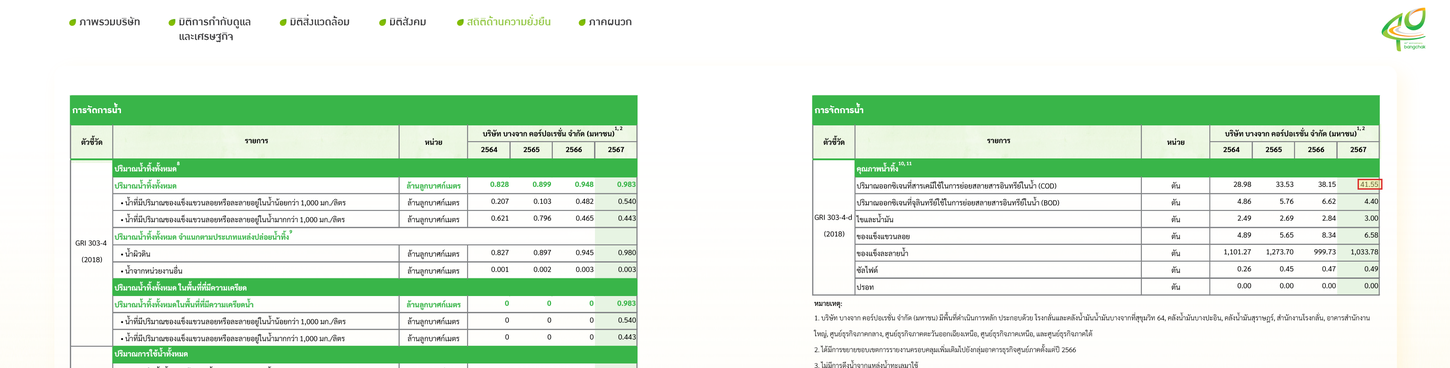 ภาพรวมบริษัท
มิติการกำกับดูแล
และเศรษฐกิจ
มิติสิ่งแวดล้อม
มิติสังคม
สถิติด้านความยั่งยืน
ภาคผนวก
bangchak
การจัดการน้ำ
ตัวชี้วัด รายการ หน่วย บริษัท บางจาก คอร์ปอเรชั่น จำกัด (มหาชน)1, 2
2564 2565 2566 2567
ปริมาณน้ำทิ้งทั้งหมด8
ปริมาณน้ำทิ้งทั้งหมด ล้านลูกบาศก์เมตร 0.828 0.899 0.948 0.983
• น้ำที่มีปริมาณของแข็งแขวนลอยหรือละลายอยู่ในน้ำน้อยกว่า 1,000 มก./ลิตร ล้านลูกบาศก์เมตร 0.207 0.103 0.482 0.540
• น้ำที่มีปริมาณของแข็งแขวนลอยหรือละลายอยู่ในน้ำมากกว่า 1,000 มก./ลิตร ล้านลูกบาศก์เมตร 0.621 0.796 0.465 0.443
ปริมาณน้ำทิ้งทั้งหมด จำแนกตามประเภทแหล่งปล่อยน้ำทิ้ง9
GRI 303-4
(2018)
• น้ำผิวดิน ล้านลูกบาศก์เมตร 0.827 0.897 0.945 0.980
• น้ำจากหน่วยงานอื่น ล้านลูกบาศก์เมตร 0.001 0.002 0.003 0.003
ปริมาณน้ำทิ้งทั้งหมด ในพื้นที่ที่มีความเครียด
ปริมาณน้ำทิ้งทั้งหมดในพื้นที่ที่มีความเครียดน้ำ ล้านลูกบาศก์เมตร 0 0 0 0.983
• น้ำที่มีปริมาณของแข็งแขวนลอยหรือละลายอยู่ในน้ำน้อยกว่า 1,000 มก./ลิตร ล้านลูกบาศก์เมตร 0 0 0 0.540
• น้ำที่มีปริมาณของแข็งแขวนลอยหรือละลายอยู่ในน้ำมากกว่า 1,000 มก./ลิตร ล้านลูกบาศก์เมตร 0 0 0 0.443
ปริมาณการใช้น้ำทั้งหมด
การจัดการน้ำ
ตัวชี้วัด รายการ หน่วย บริษัท บางจาก คอร์ปอเรชั่น จำกัด (มหาชน)1, 2
2564 2565 2566 2567
คุณภาพน้ำทิ้ง10, 11
ปริมาณออกซิเจนที่สารเคมีใช้ในการย่อยสลายสารอินทรีย์ในน้ำ (COD) ตัน 28.98 33.53 38.15 41.55
ปริมาณออกซิเจนที่จุลินทรีย์ใช้ในการย่อยสลายสารอินทรีย์ในน้ำ (BOD) ตัน 4.86 5.76 6.62 4.40
GRI 303-4-d
(2018)
ไขและน้ำมัน ตัน 2.49 2.69 2.84 3.00
ของแข็งแขวนลอย ตัน 4.89 5.65 8.34 6.58
ของแข็งละลายน้ำ ตัน 1,101.27 1,273.70 999.73 1,033.78
ซัลไฟด์ ตัน 0.26 0.45 0.47 0.49
ปรอท ตัน 0.00 0.00 0.00 0.00
หมายเหตุ:
1. บริษัท บางจาก คอร์ปอเรชั่น จำกัด (มหาชน) มีพื้นที่ดำเนินการหลัก ประกอบด้วย โรงกลั่นและคลังน้ำมันน้ำมันบางจากที่สุขุมวิท 64, คลังน้ำมันบางปะอิน, คลังน้ำมันสุราษฎร์, สำนักงานโรงกลั่น, อาคารสำนักงาน
ใหญ่, ศูนย์ธุรกิจภาคกลาง, ศูนย์ธุรกิจภาคตะวันออกเฉียงเหนือ, ศูนย์ธุรกิจภาคเหนือ, และศูนย์ธุรกิจภาคใต้
2. ได้มีการขยายขอบเขตการรายงานครอบคลุมเพิ่มเติมไปยังกลุ่มอาคารธุรกิจศูนย์ภาคตั้งแต่ปี 2566
3. ไม่มีการดึงน้ำจากแหล่งน้ำทะเลมาใช้